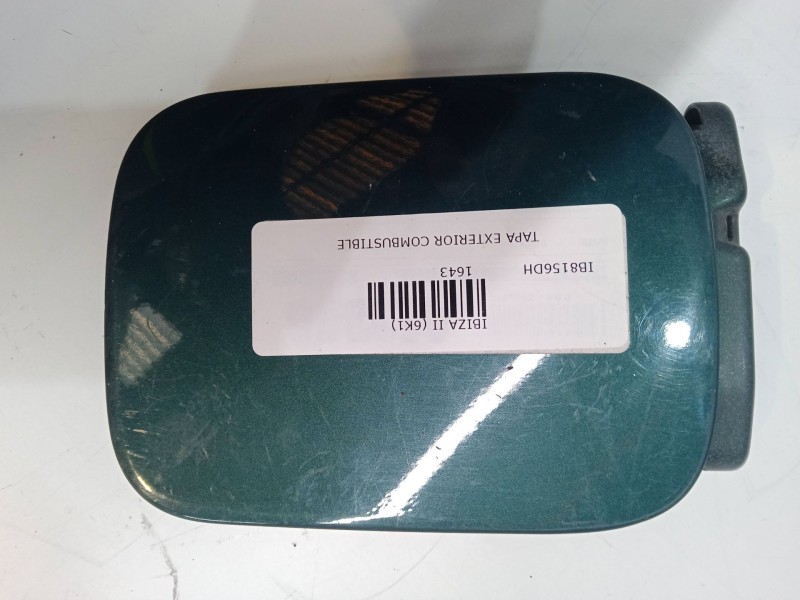 IBIZA II (6K1)
1643
IB8156DH
TAPA EXTERIOR COMBUSTIBLE